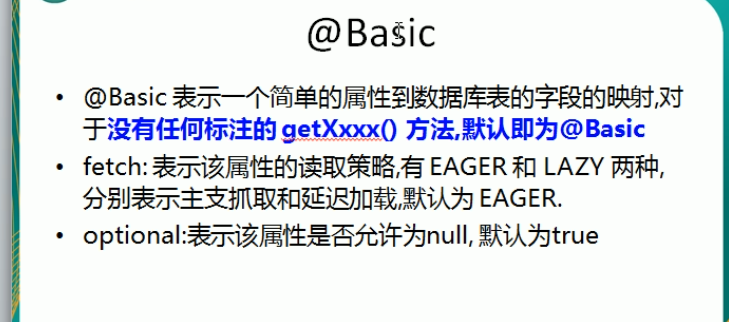 @Basic
• @Basic 表示一个简单的属性到数据库表的字段的映射,对
于没有任何标注的 getXxxx() 方法,默认即为@Basic
• fetch: 表示该属性的读取策略,有 EAGER 和 LAZY 两种,
分别表示主支抓取和延迟加载,默认为 EAGER.
• optional:表示该属性是否允许为null, 默认为true